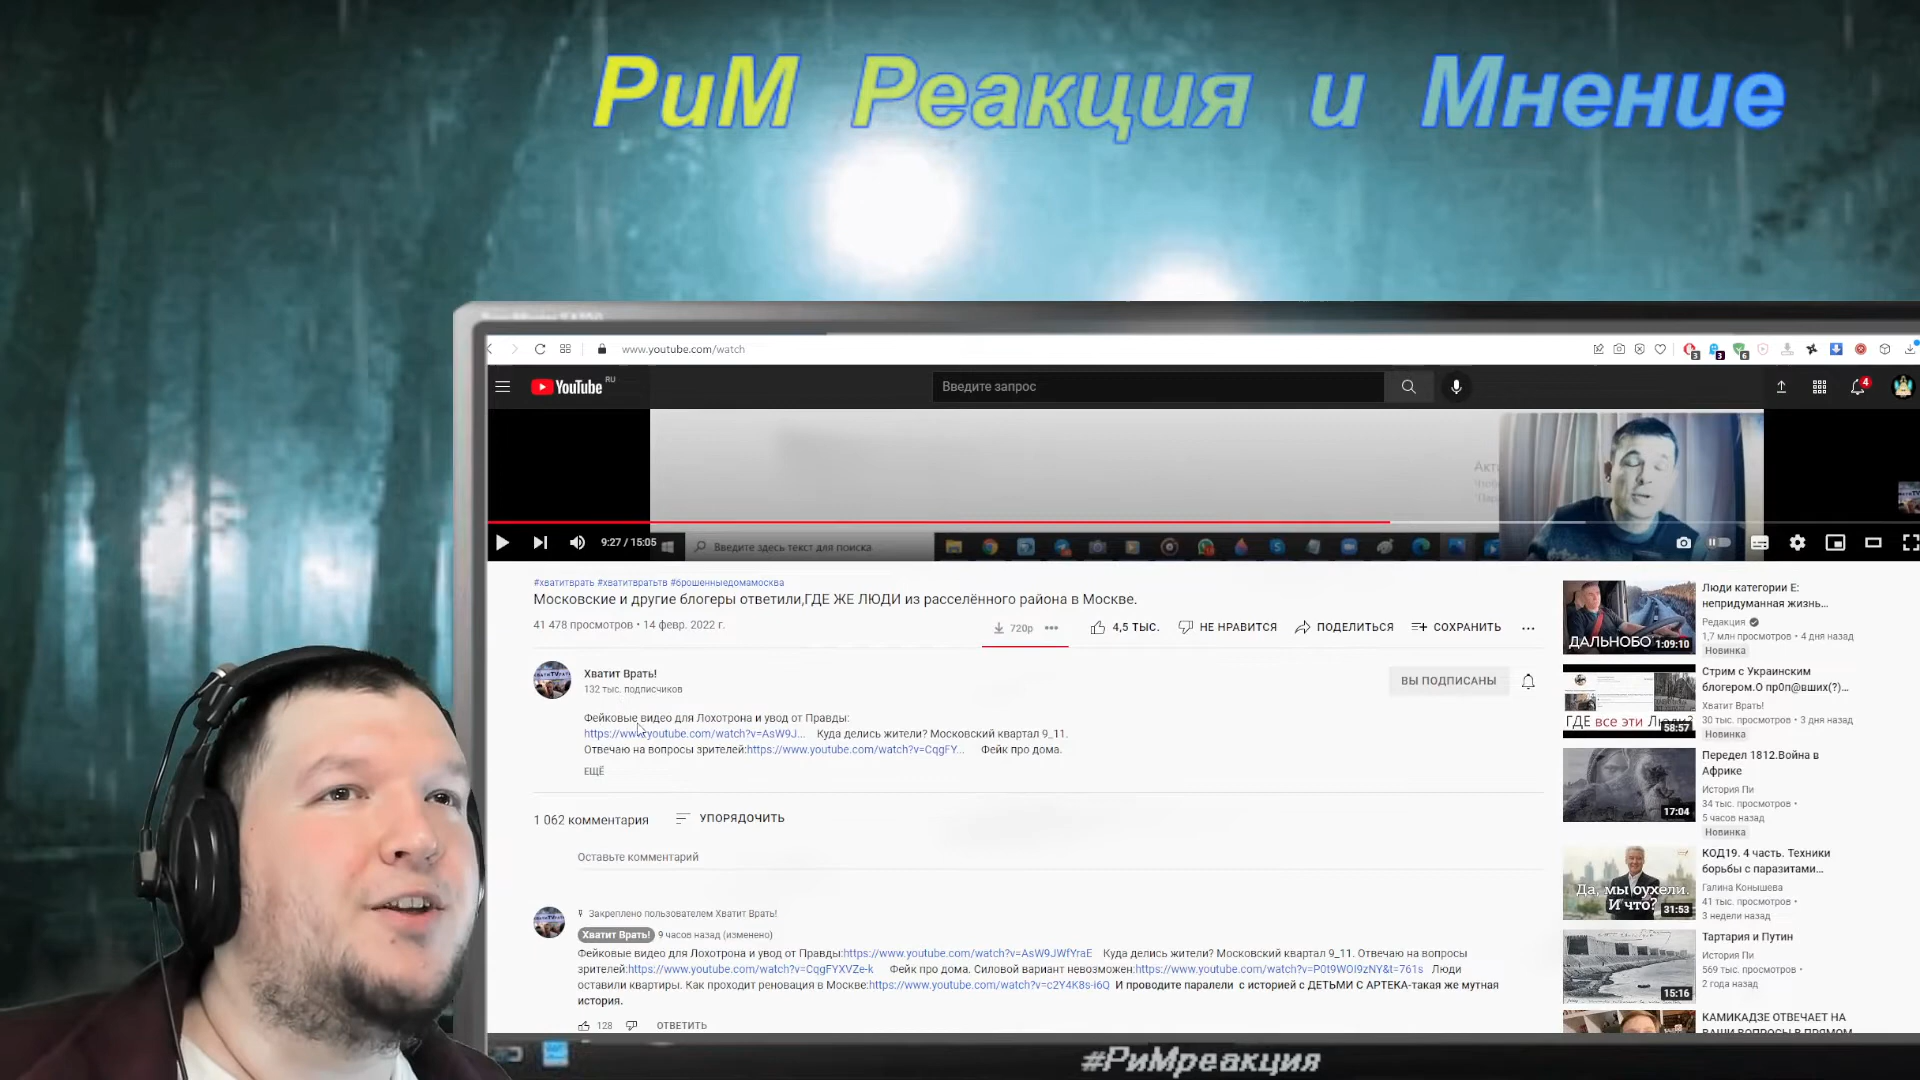 РиМ Реакция и Мнение
www.youtube.com/watch
3
3
6
YouTube RU
Введите запрос
4
9:27 / 15:05
Введите здесь текст для поиска
#хватитврать #хватитвратьтв #брошенныедомамосква
Московские и другие блогеры ответили,ГДЕ ЖЕ ЛЮДИ из расселённого района в Москве.
41 478 просмотров • 14 февр. 2022 г.
720p
4,5 ТЫС.
НЕ НРАВИТСЯ
ПОДЕЛИТЬСЯ
СОХРАНИТЬ
Хватит Врать!
132 тыс. подписчиков
ВЫ ПОДПИСАНЫ
Фейковые видео для Лохотрона и увод от Правды:
https://www.youtube.com/watch?v=AsW9J... Куда делись жители? Московский квартал 9_11.
Отвечаю на вопросы зрителей:https://www.youtube.com/watch?v=CqgFY... Фейк про дома.
ЕЩЁ
1 062 комментария
УПОРЯДОЧИТЬ
Оставьте комментарий
Закреплено пользователем Хватит Врать!
Хватит Врать! 9 часов назад (изменено)
Фейковые видео для Лохотрона и увод от Правды:https://www.youtube.com/watch?v=AsW9JWfYraE Куда делись жители? Московский квартал 9_11. Отвечаю на вопросы
зрителей:https://www.youtube.com/watch?v=CqgFYXVZe-k Фейк про дома. Силовой вариант невозможен:https://www.youtube.com/watch?v=P0t9WOI9zNY&t=761s Люди
оставили квартиры. Как проходит реновация в Москве:https://www.youtube.com/watch?v=c2Y4K8s-i6Q И проводите паралели с историей с ДЕТЬМИ С АРТЕКА-такая же мутная
история.
128
ОТВЕТИТЬ
ДАЛЬНОБО
1:09:10
Люди категории Е:
непридуманная жизнь...
Редакция
1,7 млн просмотров • 4 дня назад
Новинка
ГДЕ все эти Люди?
58:57
Стрим с Украинским
блогером.О пр0п@вших(?)...
Хватит Врать!
30 тыс. просмотров • 3 дня назад
17:04
Передел 1812.Война в
Африке
История Пи
34 тыс. просмотров •
5 часов назад
Новинка
Да, мы оухели.
И что?
31:53
КОД19. 4 часть. Техники
борьбы с паразитами...
Галина Конышева
41 тыс. просмотров •
3 недели назад
15:16
Тартария и Путин
История Пи
569 тыс. просмотров •
2 года назад
КАМИКАДЗЕ ОТВЕЧАЕТ НА
ВАШИ ВОПРОСЫ В ПРЯМОМ
#РиМреакция